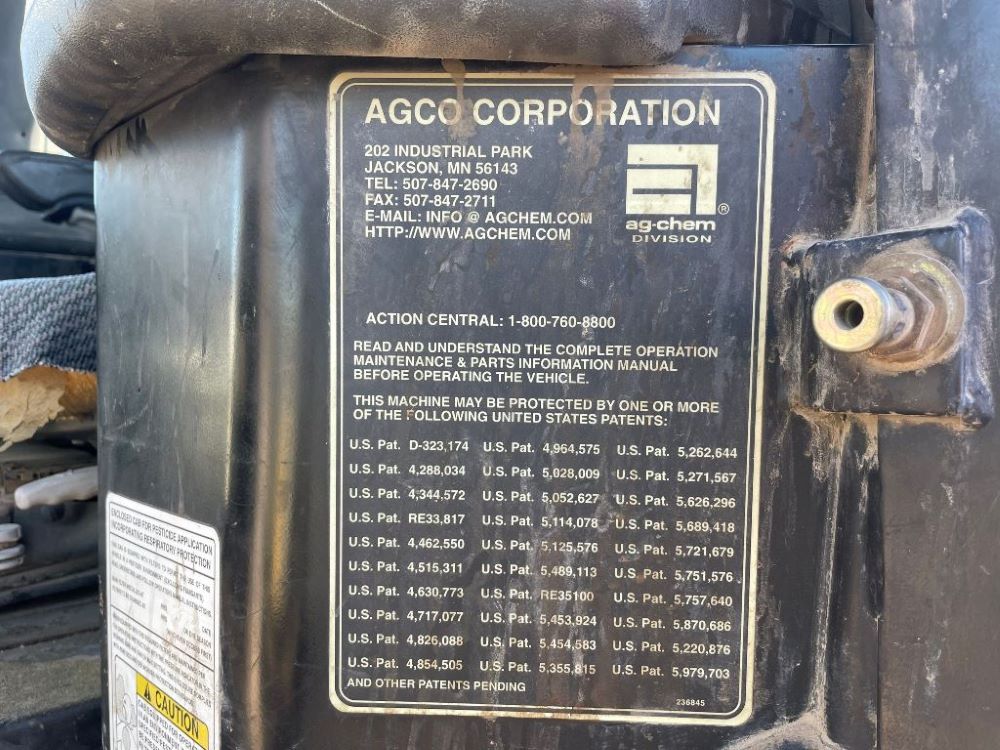 AGCO CORPORATION
202 INDUSTRIAL PARK
JACKSON, MN 56143
TEL: 507-847-2690
FAX: 507-847-2711
E-MAIL: INFO @ AGCHEM.COM
HTTP://WWW.AGCHEM.COM
®
ag-chem
DIVISION
ACTION CENTRAL: 1-800-760-8800
READ AND UNDERSTAND THE COMPLETE OPERATION
MAINTENANCE & PARTS INFORMATION MANUAL
BEFORE OPERATING THE VEHICLE.
THIS MACHINE MAY BE PROTECTED BY ONE OR MORE
OF THE FOLLOWING UNITED STATES PATENTS:
U.S. Pat. D-323,174 U.S. Pat. 4,964,575 U.S. Pat. 5,262,644
U.S. Pat. 4,288,034 U.S. Pat. 5,028,009 U.S. Pat. 5,271,567
U.S. Pat. 4,344,572 U.S. Pat. 5,052,627 U.S. Pat. 5,626,296
U.S. Pat. RE33,817 U.S. Pat. 5,114,078 U.S. Pat. 5,689,418
U.S. Pat. 4,462,550 U.S. Pat. 5,125,576 U.S. Pat. 5,721,679
U.S. Pat. 4,515,311 U.S. Pat. 5,489,113 U.S. Pat. 5,751,576
U.S. Pat. 4,630,773 U.S. Pat. RE35100 U.S. Pat. 5,757,640
U.S. Pat. 4,717,077 U.S. Pat. 5,453,924 U.S. Pat. 5,870,686
U.S. Pat. 4,826,088 U.S. Pat. 5,454,583 U.S. Pat. 5,220,876
U.S. Pat. 4,854,505 U.S. Pat. 5,355,815 U.S. Pat. 5,979,703
AND OTHER PATENTS PENDING
236845
ENCLOSED CAB FOR PESTICIDE APPLICATION
INCORPORATING RESPIRATORY PROTECTION
CAUTION